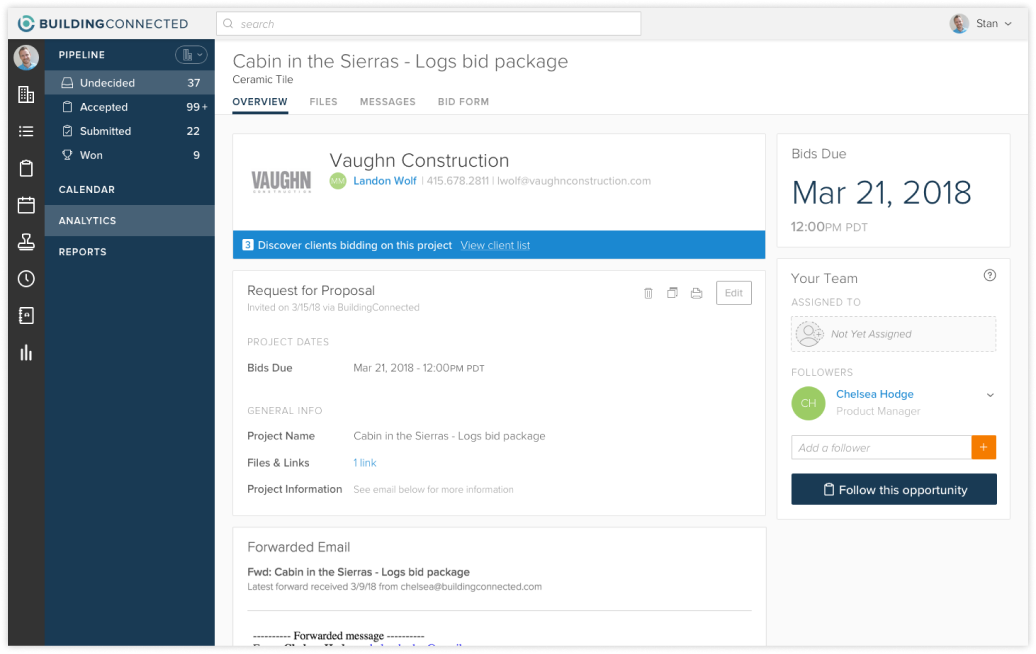 BUILDINGCONNECTED
search
Stan
PIPELINE
Undecided 37
Accepted 99+
Submitted 22
Won 9
CALENDAR
ANALYTICS
REPORTS
Cabin in the Sierras - Logs bid package
Ceramic Tile
OVERVIEW FILES MESSAGES BID FORM
VAUGHN
CONSTRUCTION
Vaughn Construction
MM Landon Wolf | 415.678.2811 | lwolf@vaughnconstruction.com
3 Discover clients bidding on this project View client list
Request for Proposal
Edit
Invited on 3/15/18 via BuildingConnected
PROJECT DATES
Bids Due Mar 21, 2018 - 12:00PM PDT
GENERAL INFO
Project Name Cabin in the Sierras - Logs bid package
Files & Links 1 link
Project Information See email below for more information
Forwarded Email
Fwd: Cabin in the Sierras - Logs bid package
Latest forward received 3/9/18 from chelsea@buildingconnected.com
---------- Forwarded message ----------
Bids Due
Mar 21, 2018
12:00PM PDT
Your Team
?
ASSIGNED TO
Not Yet Assigned
FOLLOWERS
CH Chelsea Hodge
Product Manager
Add a follower +
Follow this opportunity